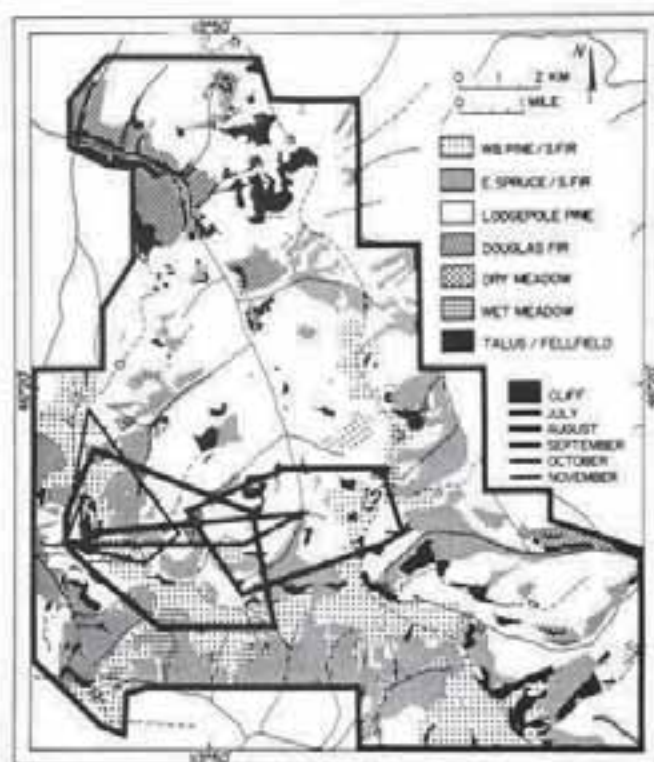 N
0 1 2 KM
0 1 MILE
WB PINE / S.FIR
E. SPRUCE / S.FIR
LODGEPOLE PINE
DOUGLAS FIR
DRY MEADOW
WET MEADOW
TALUS / FELLFIELD
CLIFF
JULY
AUGUST
SEPTEMBER
OCTOBER
NOVEMBER